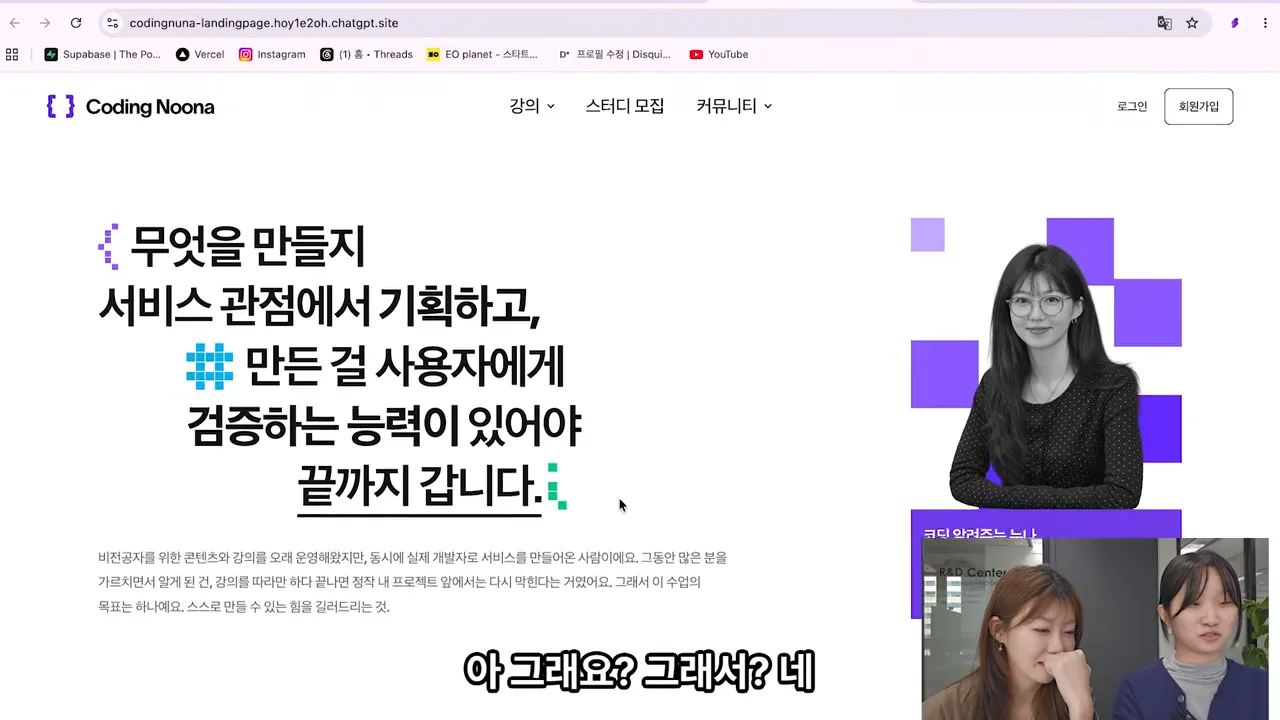 codingnuna-landingpage.hoy1e2oh.chatgpt.site
Supabase | The Po...
Vercel
Instagram
(1) 홈 • Threads
EO
EO planet - 스타트...
D*
프로필 수정 | Disqui...
YouTube
{ } Coding Noona
강의
스터디 모집
커뮤니티
로그인
회원가입
무엇을 만들지
서비스 관점에서 기획하고,
# 만든 걸 사용자에게
검증하는 능력이 있어야
끝까지 갑니다.
비전공자를 위한 콘텐츠와 강의를 오래 운영해왔지만, 동시에 실제 개발자로 서비스를 만들어온 사람이에요. 그동안 많은 분을
가르치면서 알게 된 건, 강의를 따라만 하다 끝나면 정작 내 프로젝트 앞에서는 다시 막힌다는 거였어요. 그래서 이 수업의
목표는 하나예요. 스스로 만들 수 있는 힘을 길러드리는 것.
코딩 알려주는 누나
R&D Center
아 그래요? 그래서? 네